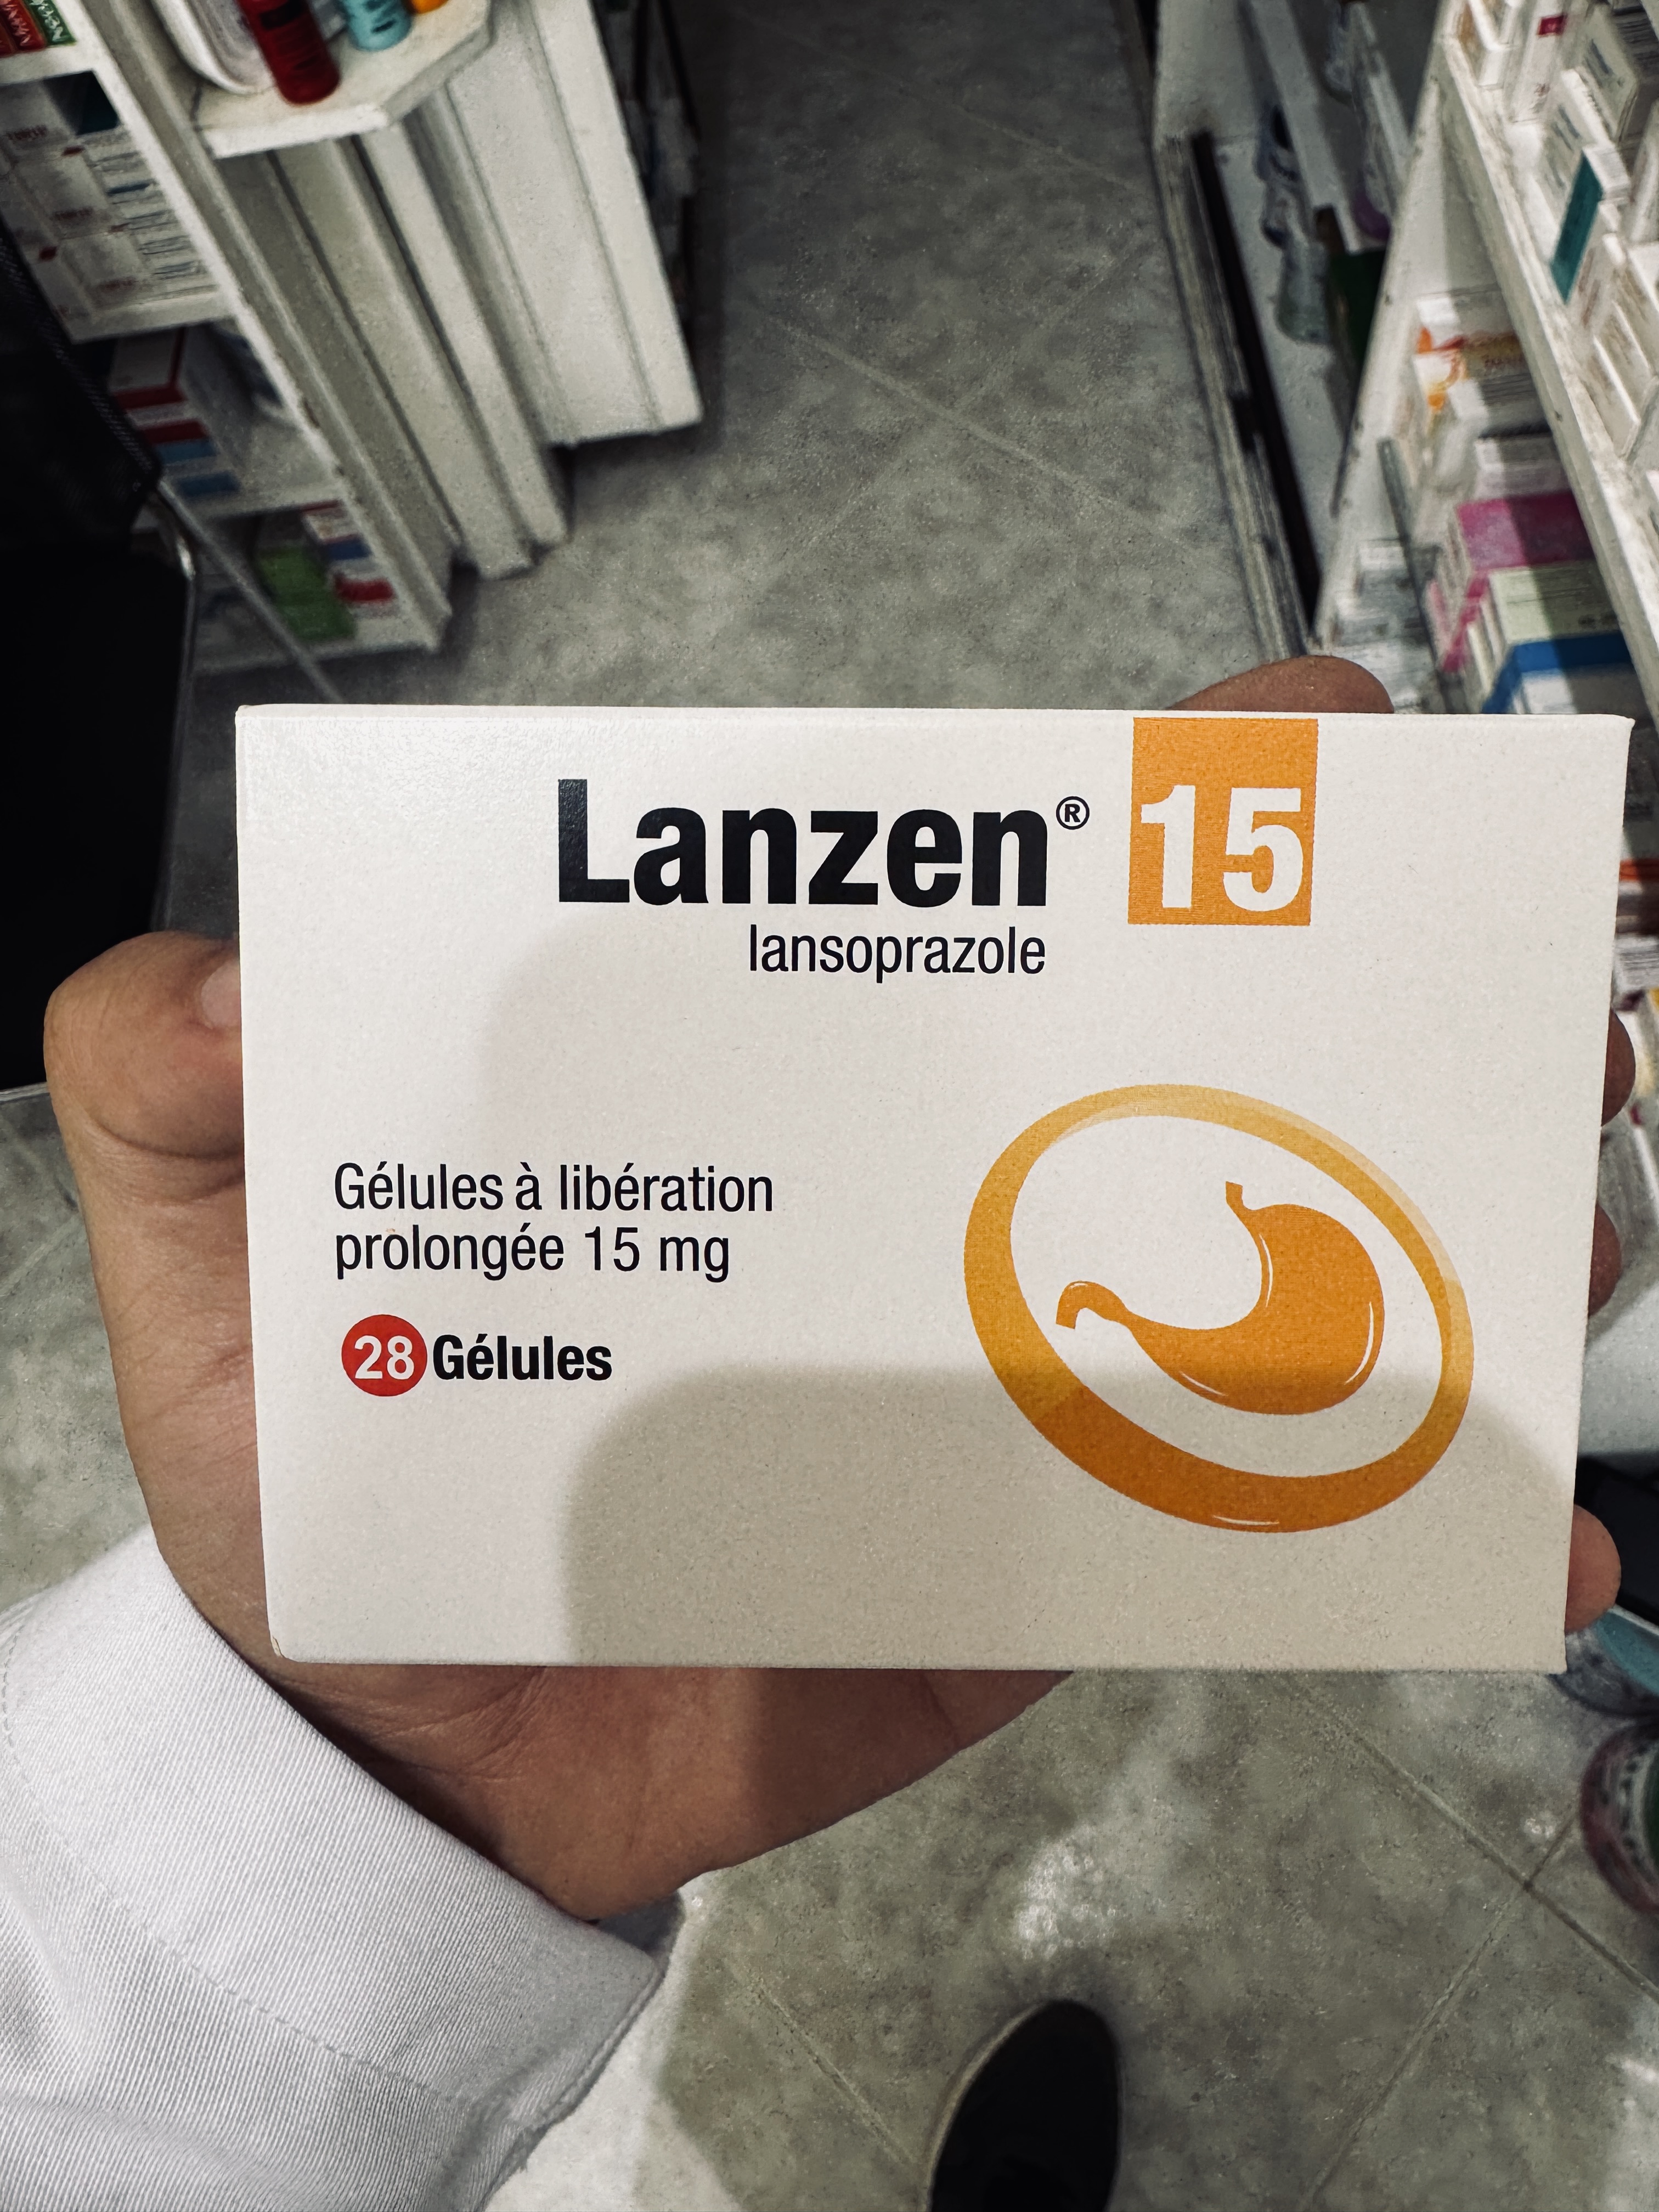 Lanzen® 15
lansoprazole
Gélules à libération
prolongée 15 mg
28 Gélules